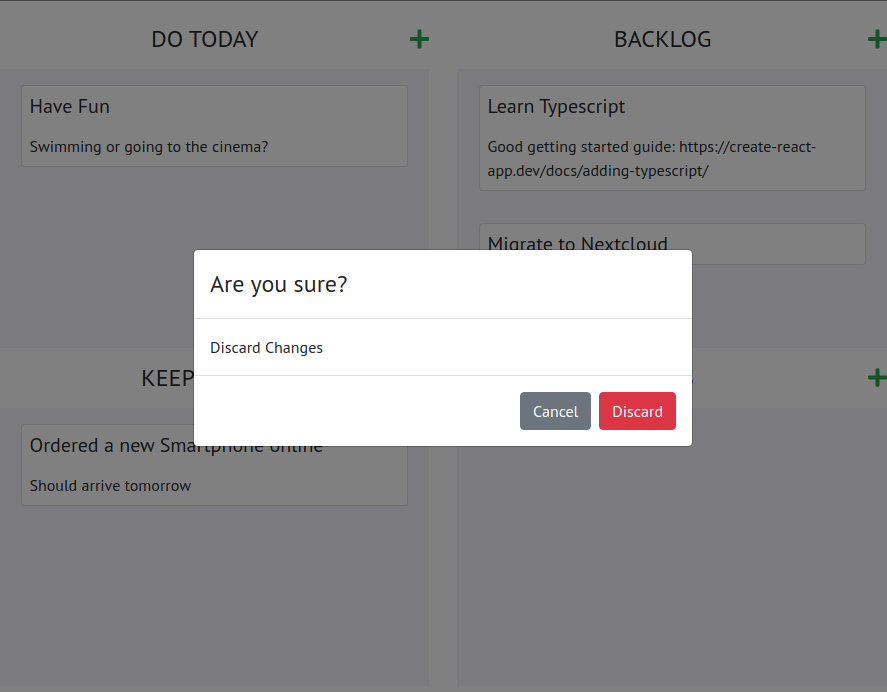 DO TODAY
BACKLOG
Have Fun
Swimming or going to the cinema?
Learn Typescript
Good getting started guide: https://create-react-
app.dev/docs/adding-typescript/
Migrate to Nextcloud
Are you sure?
Discard Changes
Cancel
Discard
KEEP
Ordered a new Smartphone online
Should arrive tomorrow